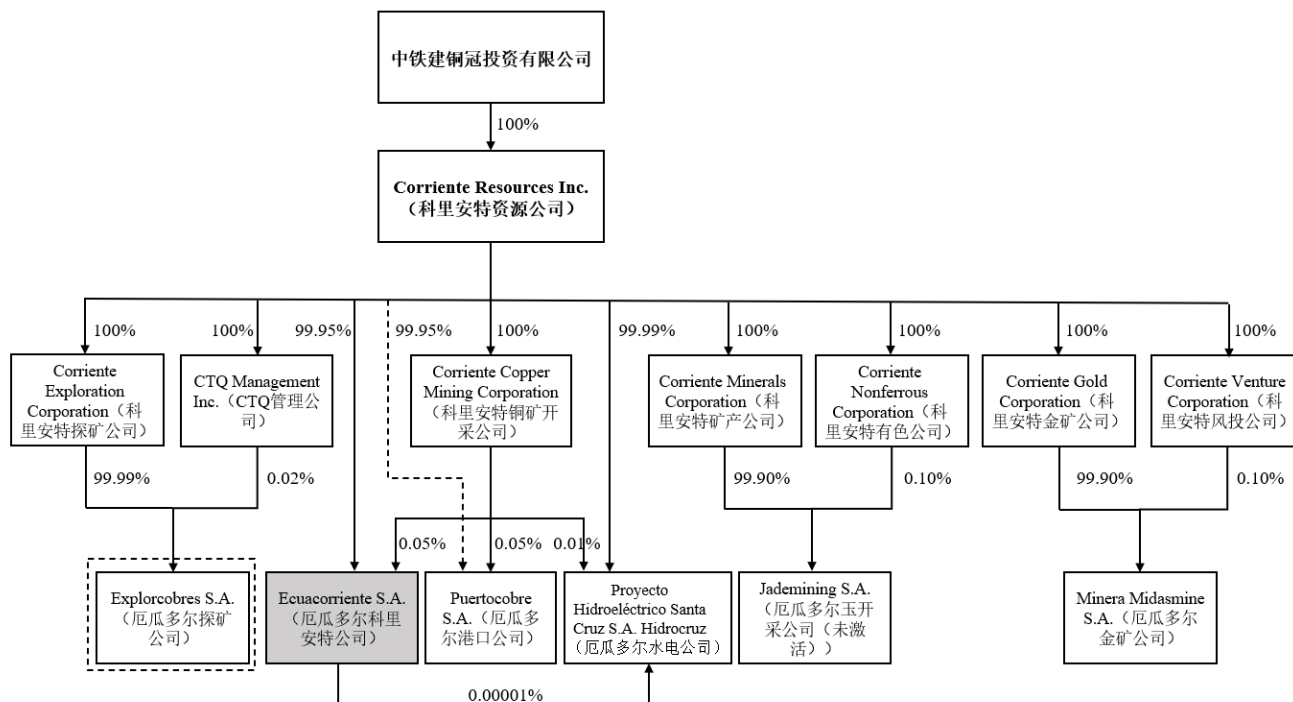 中铁建铜冠投资有限公司
100%
Corriente Resources Inc.
（科里安特资源公司）
100%
100%
99.95%
99.95%
100%
99.99%
100%
100%
100%
100%
Corriente
Exploration
Corporation（科
里安特探矿公司）
CTQ Management
Inc.（CTQ管理公
司）
Corriente Copper
Mining Corporation
（科里安特铜矿开
采公司）
Corriente Minerals
Corporation（科
里安特矿产公司）
Corriente
Nonferrous
Corporation（科
里安特有色公司）
Corriente Gold
Corporation（科
里安特金矿公司）
Corriente Venture
Corporation（科
里安特风投公司）
99.99%
0.02%
99.90%
0.10%
99.90%
0.10%
0.05%
0.05%
0.01%
Explorcobres S.A.
（厄瓜多尔探矿
公司）
Ecuacorriente S.A.
（厄瓜多尔科里
安特公司）
Puertocobre
S.A.（厄瓜多
尔港口公司）
Proyecto
Hidroeléctrico Santa
Cruz S.A. Hidrocruz
（厄瓜多尔水电公司）
Jademining S.A.
（厄瓜多尔玉开
采公司（未激
活））
Minera Midasmine
S.A.（厄瓜多尔
金矿公司）
0.00001%